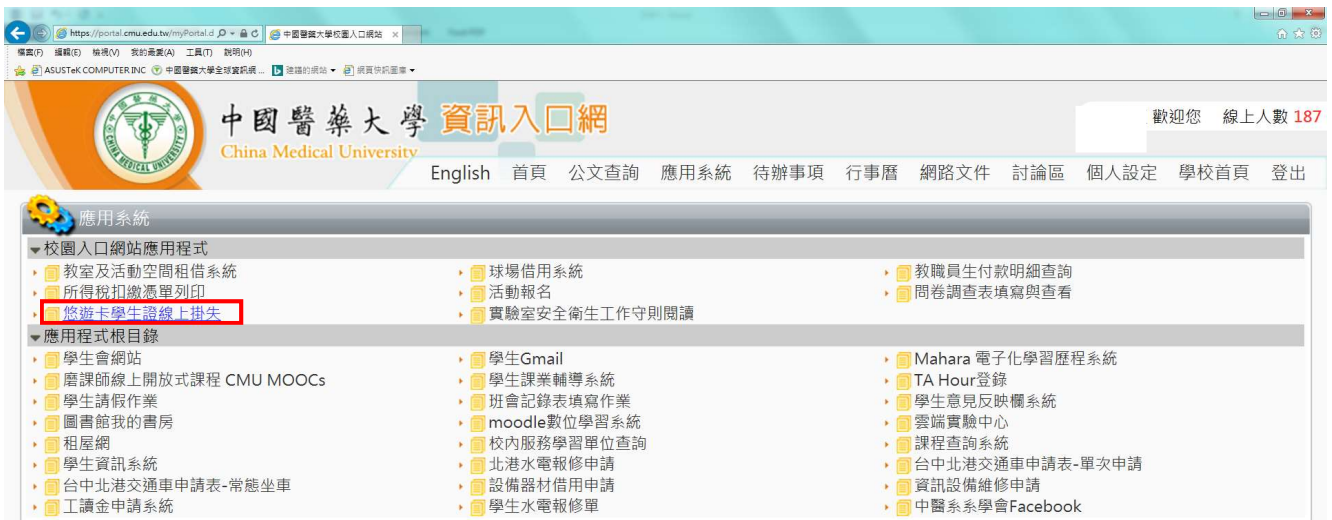 https://portal.cmu.edu.tw/myPortal.d
中國醫藥大學校園入口網站
檔案(F) 編輯(E) 檢視(V) 我的最愛(A) 工具(T) 說明(H)
ASUSTeK COMPUTER INC 中國醫藥大學全球資訊網 ... 建議的網站 網頁快訊圖庫
中國醫藥大學 資訊入口網
China Medical University
CHINA MEDICAL UNIVERSITY
歡迎您 線上人數 187
English 首頁 公文查詢 應用系統 待辦事項 行事曆 網路文件 討論區 個人設定 學校首頁 登出
應用系統
校園入口網站應用程式
教室及活動空間租借系統 球場借用系統 教職員生付款明細查詢
所得稅扣繳憑單列印 活動報名 問卷調查表填寫與查看
悠遊卡學生證線上掛失 實驗室安全衛生工作守則閱讀
應用程式根目錄
學生會網站 學生Gmail Mahara 電子化學習歷程系統
磨課師線上開放式課程 CMU MOOCs 學生課業輔導系統 TA Hour登錄
學生請假作業 班會記錄表填寫作業 學生意見反映欄系統
圖書館我的書房 moodle數位學習系統 雲端實驗中心
租屋網 校內服務學習單位查詢 課程查詢系統
學生資訊系統 北港水電報修申請 台中北港交通車申請表-單次申請
台中北港交通車申請表-常態坐車 設備器材借用申請 資訊設備維修申請
工讀金申請系統 學生水電報修單 中醫系系學會Facebook